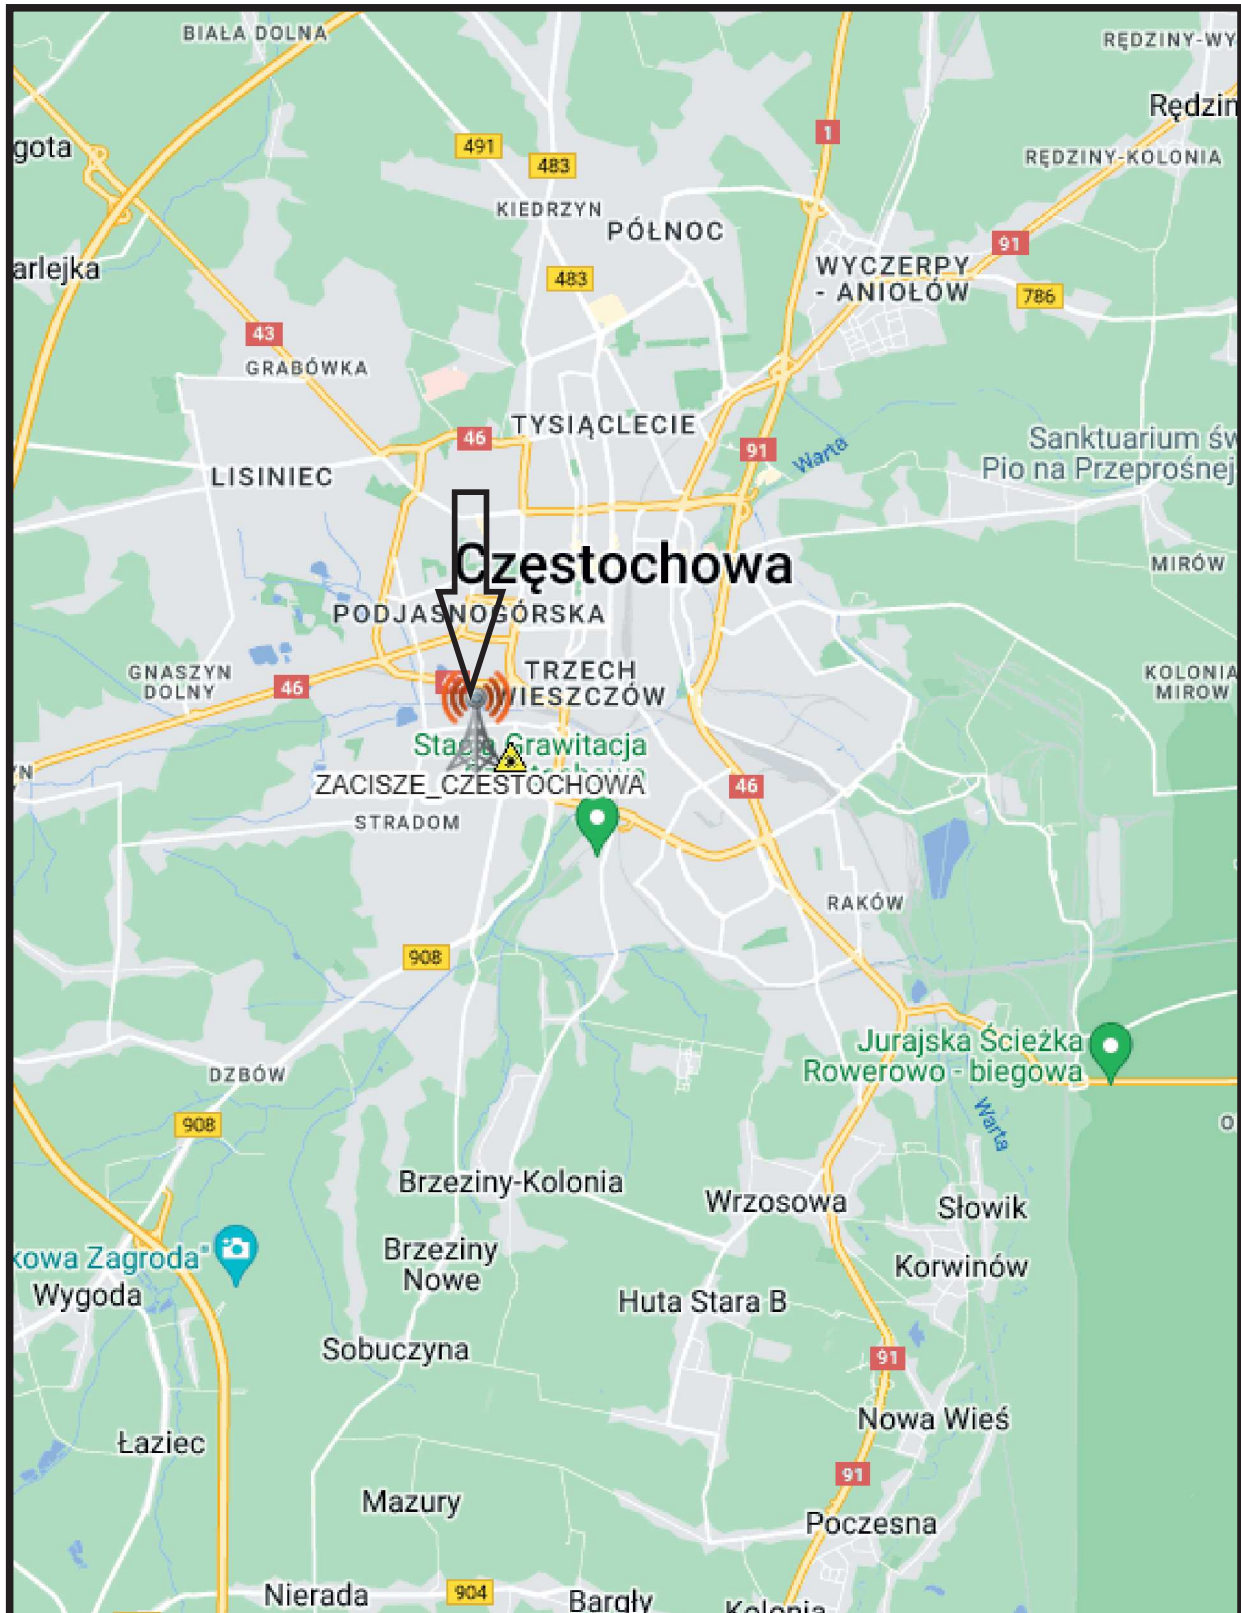 BIAŁA DOLNA
RĘDZINY-WY
Rędzin
gota
1
491
483
RĘDZINY-KOLONIA
KIEDRZYN
PÓŁNOC
91
arlejka
WYCZERPY
- ANIOŁÓW
483
786
43
GRABÓWKA
TYSIĄCLECIE
46
91
Warta
Sanktuarium św
Pio na Przeprośnej
LISINIEC
Częstochowa
MIRÓW
PODJASNOGÓRSKA
GNASZYN
DOLNY
46
TRZECH
WIESZCZÓW
KOLONIA
MIRÓW
Stacja Grawitacja
ZACISZE_CZESTOCHOWA
46
STRADOM
RAKÓW
908
Jurajska Ścieżka
Rowerowo - biegowa
DZBÓW
908
Warta
Brzeziny-Kolonia
Wrzosowa
Słowik
kowa Zagroda"
Wygoda
Brzeziny
Nowe
Korwinów
Huta Stara B
Sobuczyna
91
Nowa Wieś
Łaziec
91
Mazury
Poczesna
Nierada
904
Bargły
Kolonia